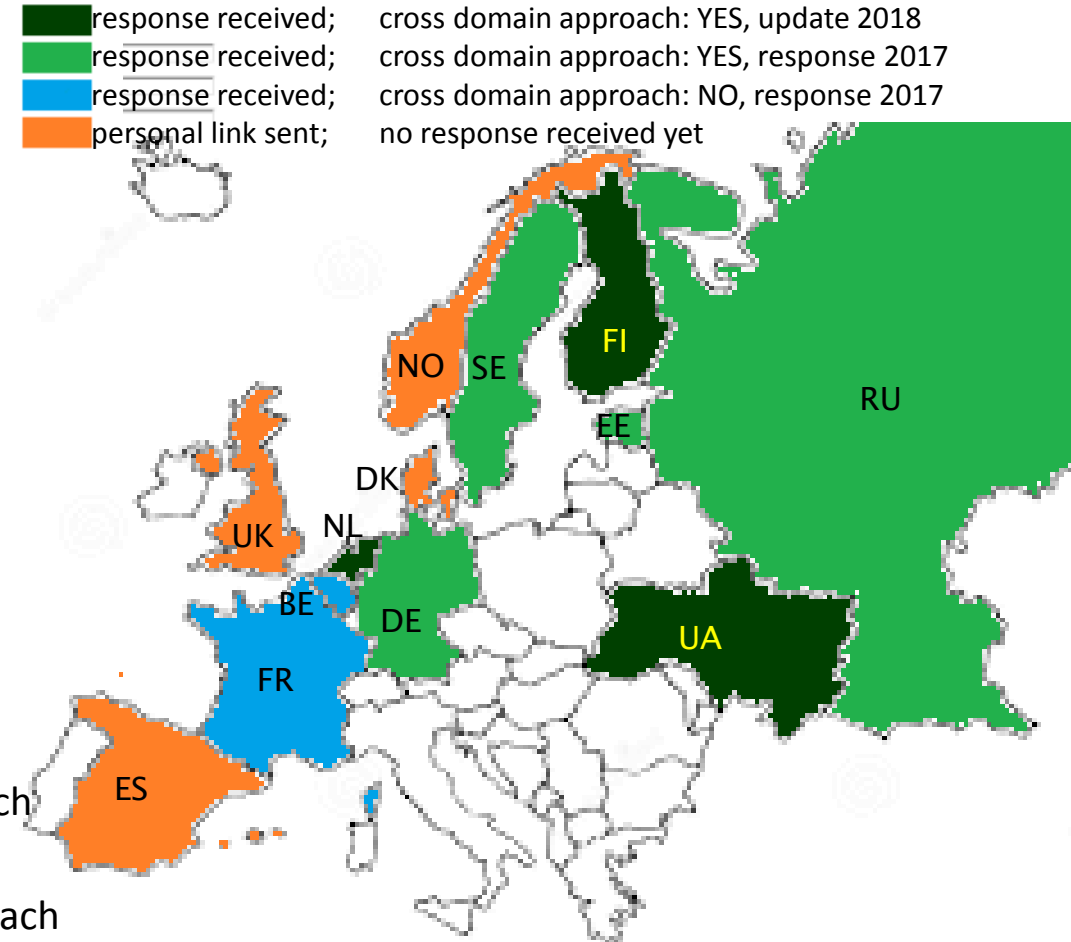 response received; cross domain approach: YES, update 2018
response received; cross domain approach: YES, response 2017
response received; cross domain approach: NO, response 2017
personal link sent; no response received yet
FI
NO
SE
RU
EE
DK
NL
UK
BE
DE
UA
FR
ES
ch
ach